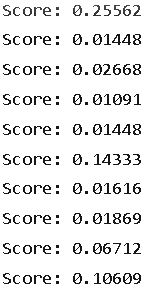 Score: 0.25562
Score: 0.01448
Score: 0.02668
Score: 0.01091
Score: 0.01448
Score: 0.14333
Score: 0.01616
Score: 0.01869
Score: 0.06712
Score: 0.10609